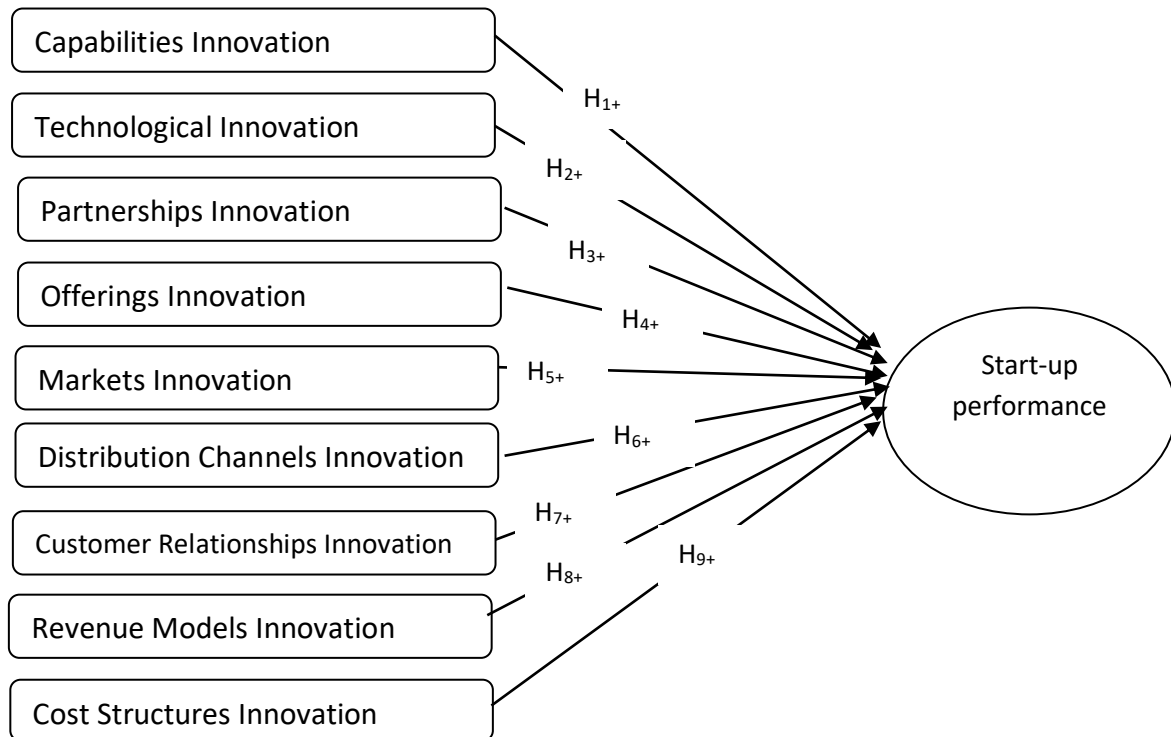 Capabilities Innovation
H1+
Technological Innovation
H2+
Partnerships Innovation
H3+
Offerings Innovation
H4+
Markets Innovation
H5+
Start-up
performance
Distribution Channels Innovation
H6+
Customer Relationships Innovation
H7+
H8+
H9+
Revenue Models Innovation
Cost Structures Innovation